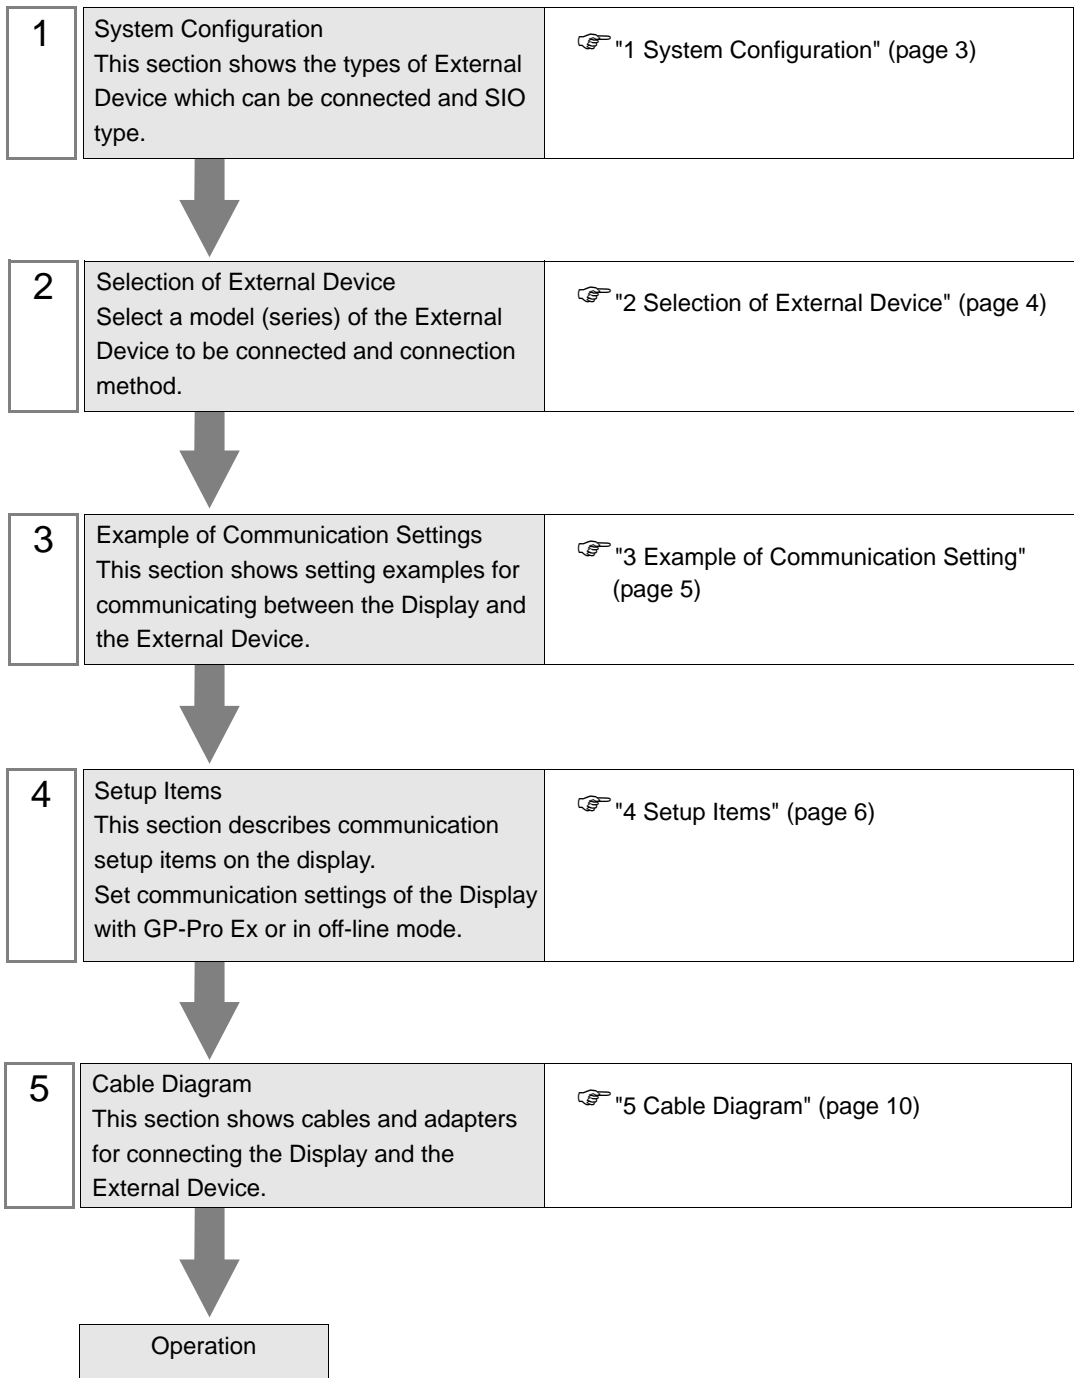 1
System Configuration
This section shows the types of External
Device which can be connected and SIO
type.
"1 System Configuration" (page 3)
2
Selection of External Device
Select a model (series) of the External
Device to be connected and connection
method.
"2 Selection of External Device" (page 4)
3
Example of Communication Settings
This section shows setting examples for
communicating between the Display and
the External Device.
"3 Example of Communication Setting"
(page 5)
4
Setup Items
This section describes communication
setup items on the display.
Set communication settings of the Display
with GP-Pro Ex or in off-line mode.
"4 Setup Items" (page 6)
5
Cable Diagram
This section shows cables and adapters
for connecting the Display and the
External Device.
"5 Cable Diagram" (page 10)
Operation